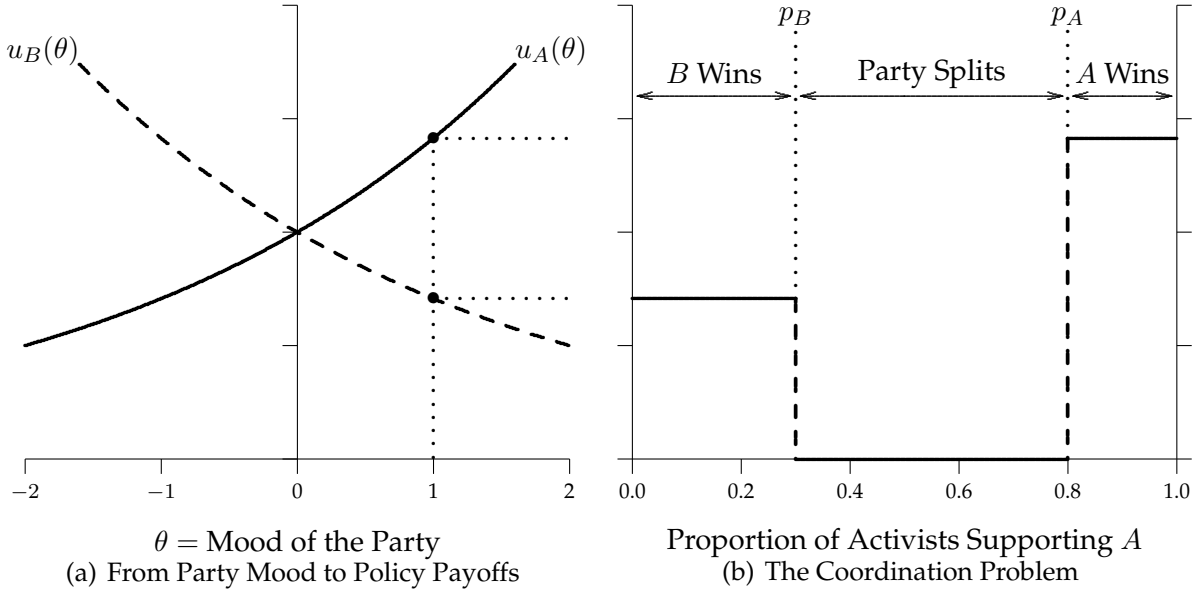 u_B(θ)
u_A(θ)
−2 −1 0 1 2
θ = Mood of the Party
(a) From Party Mood to Policy Payoffs
p_B p_A
B Wins Party Splits A Wins
0.0 0.2 0.4 0.6 0.8 1.0
Proportion of Activists Supporting A
(b) The Coordination Problem